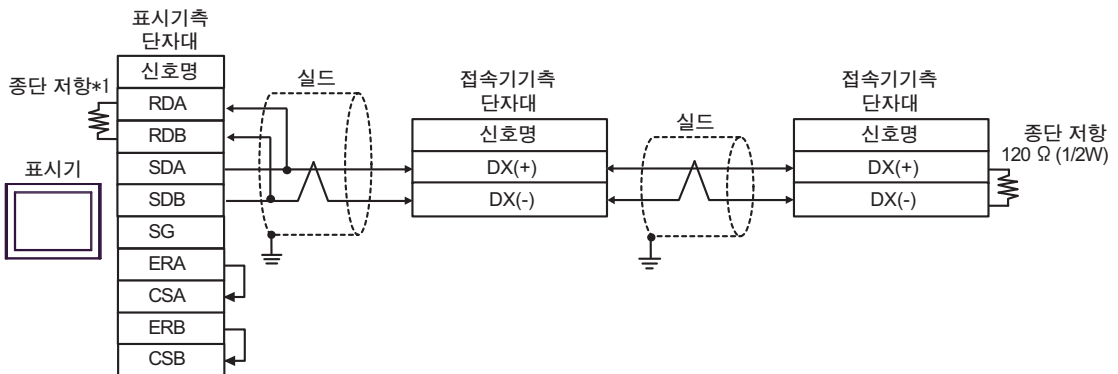 표시기측
단자대
신호명
종단 저항*1
RDA
RDB
SDA
SDB
SG
ERA
CSA
ERB
CSB
표시기
실드
접속기기측
단자대
신호명
DX(+)
DX(-)
실드
접속기기측
단자대
신호명
DX(+)
DX(-)
종단 저항
120 Ω (1/2W)